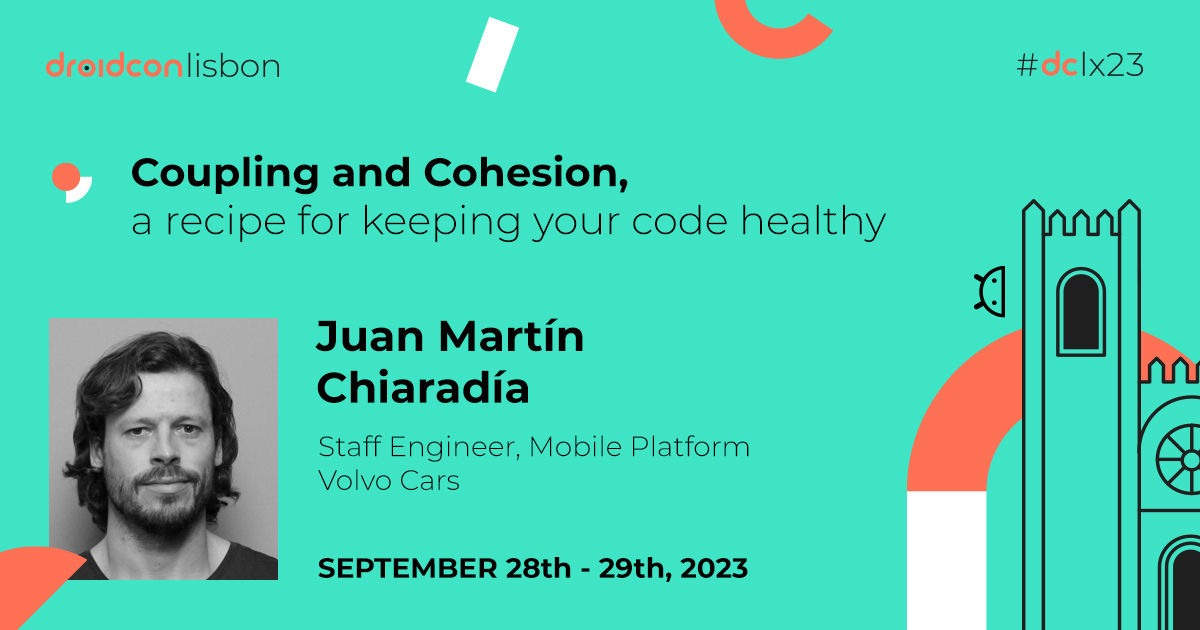 droidconlisbon
#dclx23
Coupling and Cohesion,
a recipe for keeping your code healthy
Juan Martín
Chiaradía
Staff Engineer, Mobile Platform
Volvo Cars
SEPTEMBER 28th - 29th, 2023